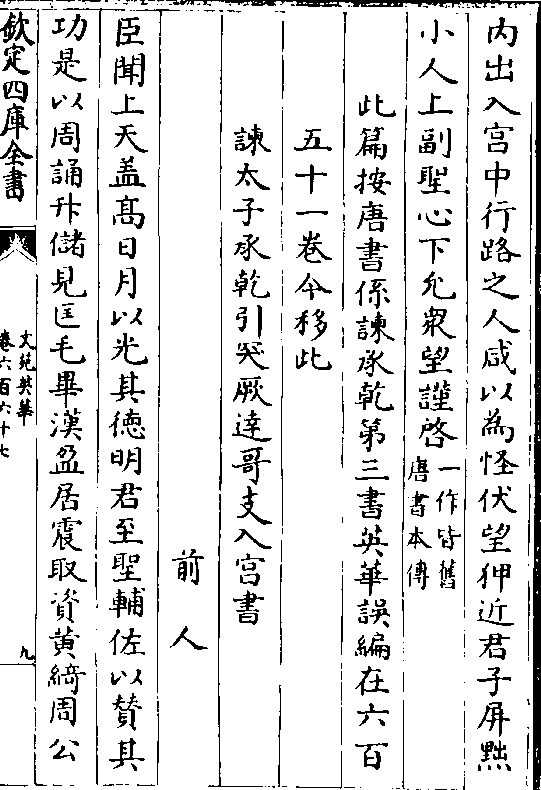 内出入宫中行路之人咸以為怪伏望狎近君子屏黜
小人上副聖心下允衆望謹啓一作皆舊唐書本傳
此篇按唐書係諫承乾第三書英華誤編在六百
五十一卷今移此
諫太子承乾引突厥達哥支入宫書
前人
臣聞上天盖髙日月以光其徳明君至聖輔佐以賛其
功是以周誦升儲見匡毛畢漢盈居震取資黄綺周公
欽定四庫全書
文苑英華
卷六百六十七
九